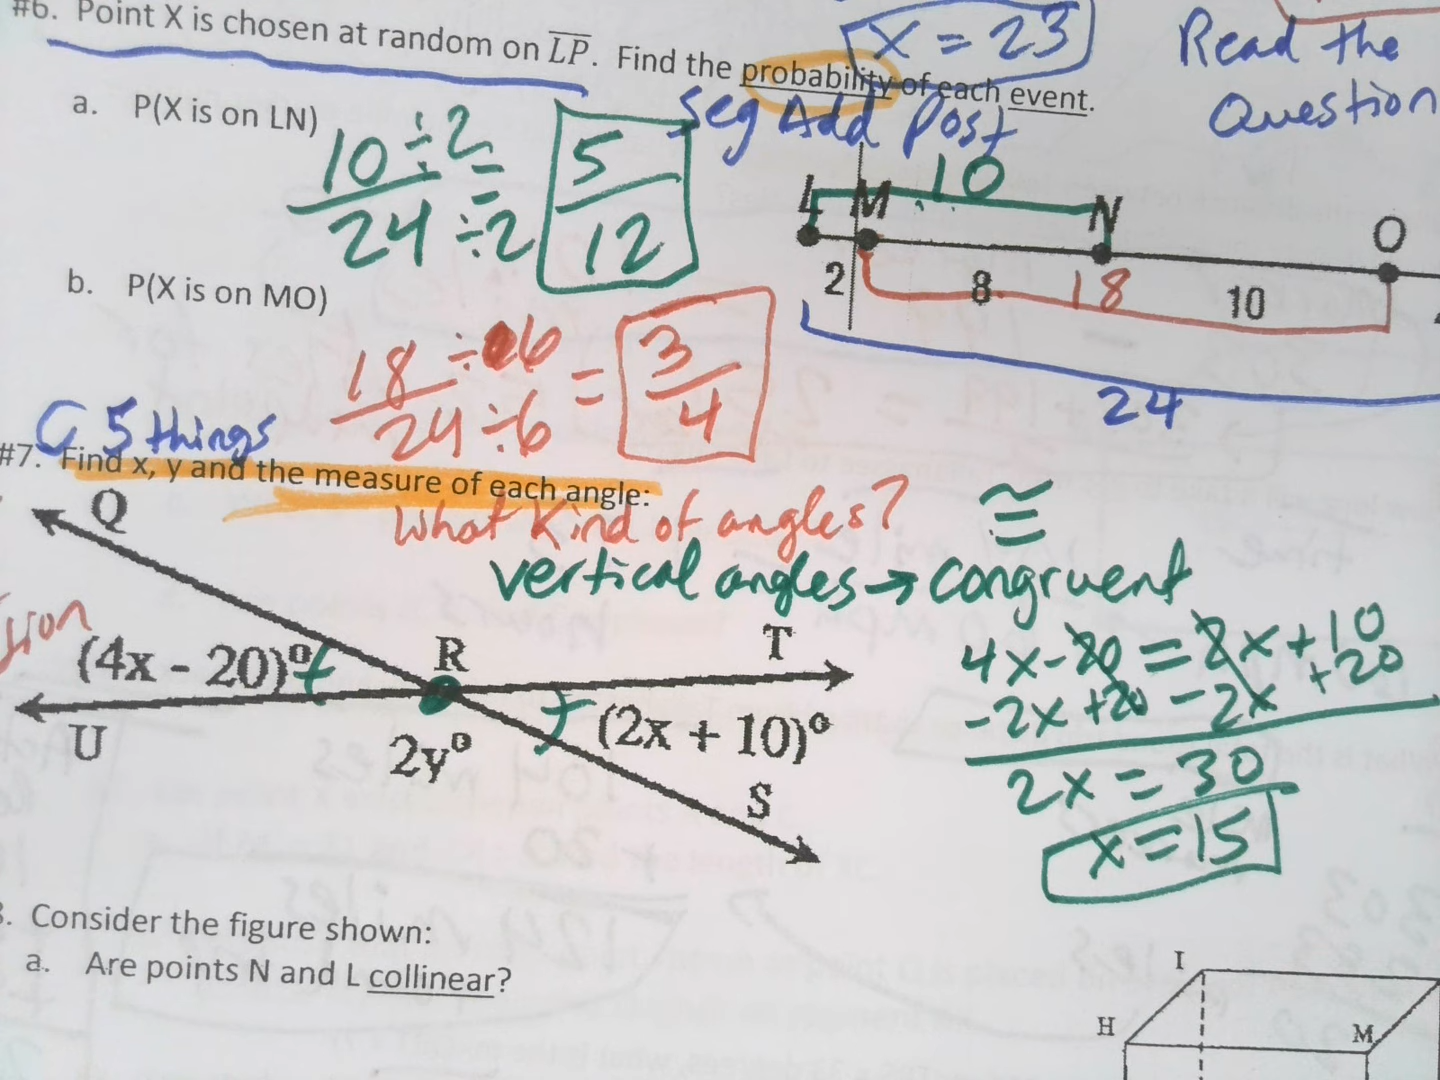 #6. Point X is chosen at random on LP. Find the probability of each event.
x = 23
Read the
Question
Seg Add Post
a. P(X is on LN)
10 ÷2 = 5
24 ÷2 12
10
L M N O
2 8 18 10
24
b. P(X is on MO)
18 ÷6 = 3
24 ÷6 4
5 things
#7. Find x, y and the measure of each angle:
What kind of angles?
≅
vertical angles → congruent
Q
(4x - 20)°
R
T
U
2y°
(2x + 10)°
S
4x-20 = 2x+10
-2x +20 -2x +20
2x = 30
x = 15
. Consider the figure shown:
a. Are points N and L collinear?
I
H
M